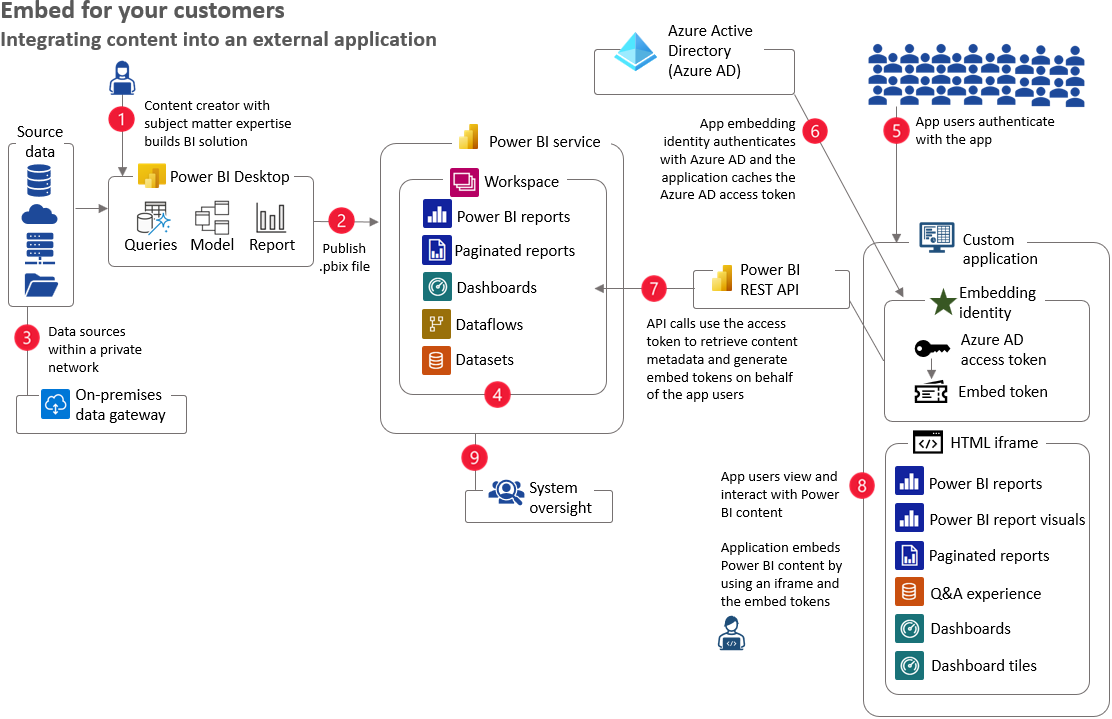 Embed for your customers
Integrating content into an external application
1
Content creator with
subject matter expertise
builds BI solution
Source
data
Power BI Desktop
Queries
Model
Report
2
Publish
.pbix file
3
Data sources
within a private
network
On-premises
data gateway
Power BI service
Workspace
Power BI reports
Paginated reports
Dashboards
Dataflows
Datasets
4
9
System
oversight
Azure Active
Directory
(Azure AD)
5
App users authenticate
with the app
6
App embedding
identity authenticates
with Azure AD and the
application caches the
Azure AD access token
Power BI
REST API
7
API calls use the access
token to retrieve content
metadata and generate
embed tokens on behalf
of the app users
Custom
application
Embedding
identity
Azure AD
access token
Embed token
8
App users view and
interact with Power
BI content
Application embeds
Power BI content by
using an iframe and
the embed tokens
HTML iframe
Power BI reports
Power BI report visuals
Paginated reports
Q&A experience
Dashboards
Dashboard tiles